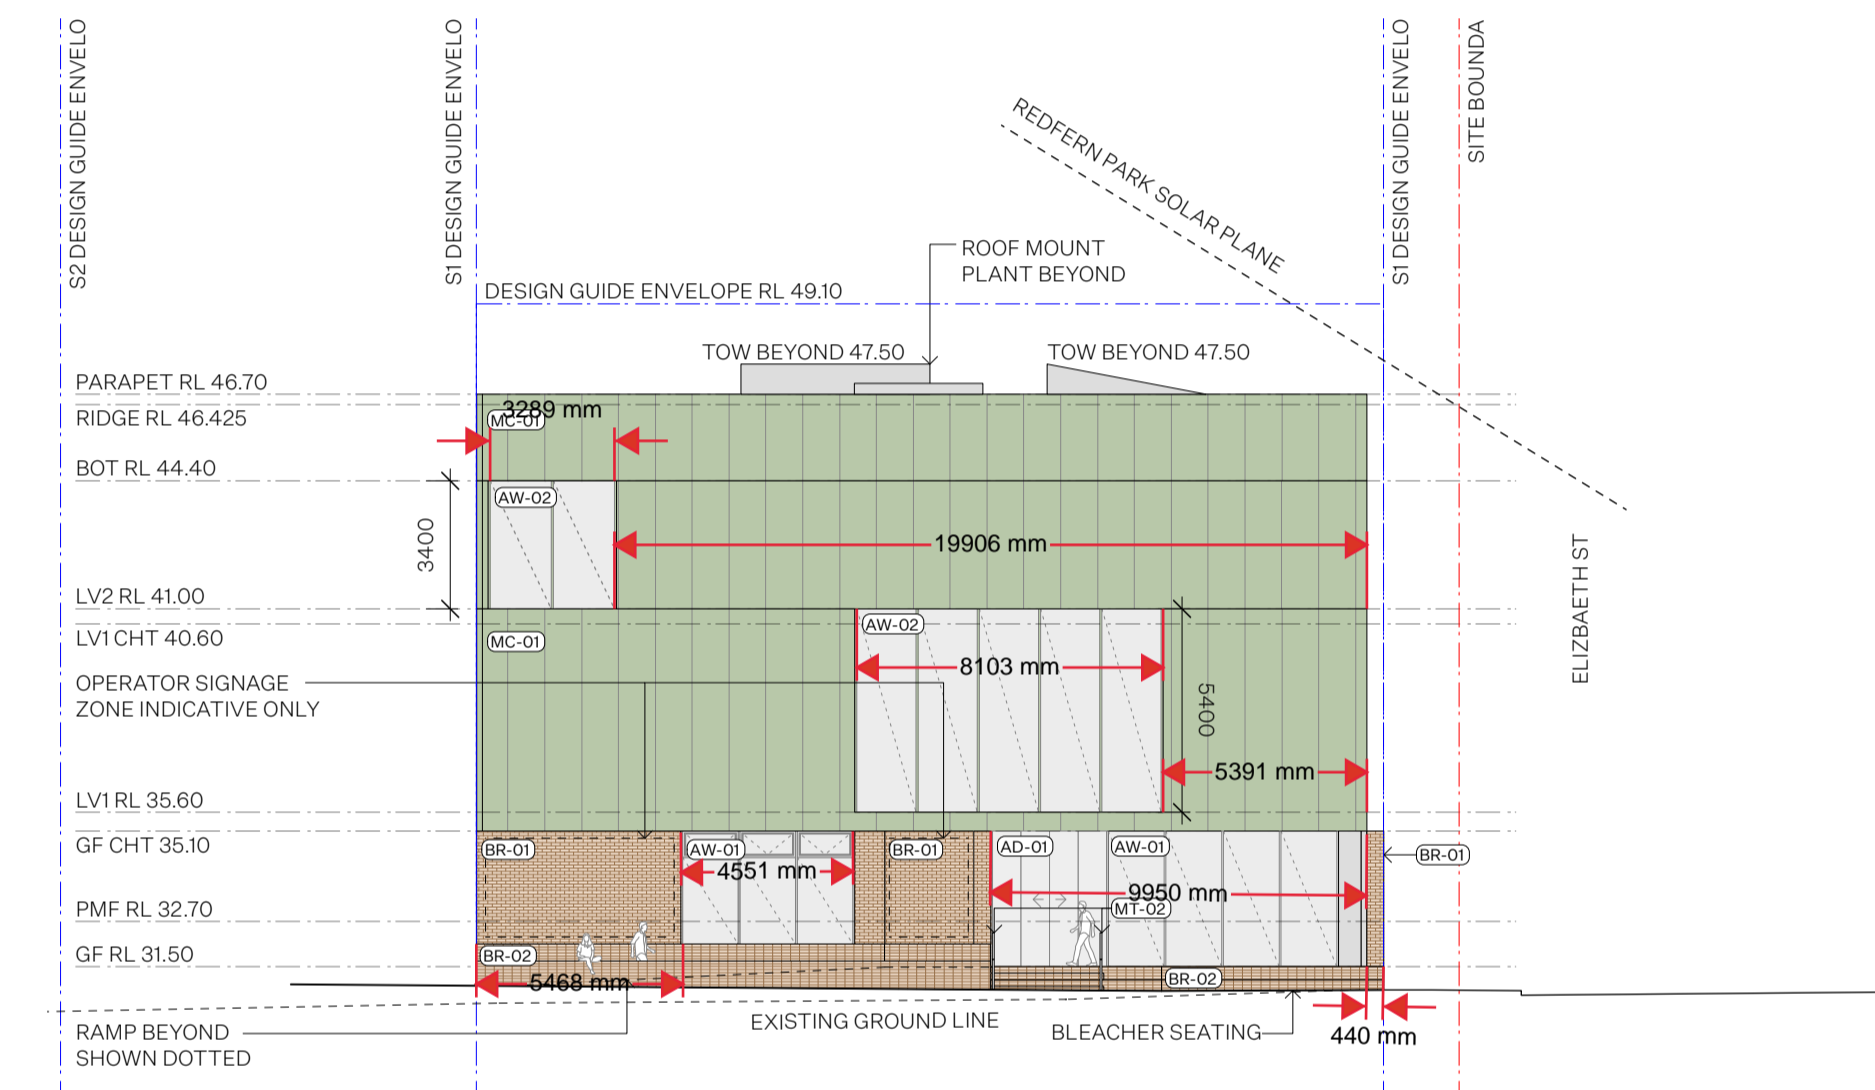 S2 DESIGN GUIDE ENVELO
S1 DESIGN GUIDE ENVELO
S1 DESIGN GUIDE ENVELO
SITE BOUNDA
REDFERN PARK SOLAR PLANE
ROOF MOUNT
PLANT BEYOND
DESIGN GUIDE ENVELOPE RL 49.10
TOW BEYOND 47.50
TOW BEYOND 47.50
PARAPET RL 46.70
RIDGE RL 46.425
3289 mm
MC-01
BOT RL 44.40
AW-02
3400
19906 mm
ELIZBAETH ST
LV2 RL 41.00
LV1 CHT 40.60
AW-02
MC-01
8103 mm
OPERATOR SIGNAGE
ZONE INDICATIVE ONLY
5400
5391 mm
LV1 RL 35.60
GF CHT 35.10
BR-01
AW-01
BR-01
AD-01
AW-01
BR-01
4551 mm
9950 mm
PMF RL 32.70
MT-02
GF RL 31.50
BR-02
BR-02
5468 mm
EXISTING GROUND LINE
BLEACHER SEATING
440 mm
RAMP BEYOND
SHOWN DOTTED